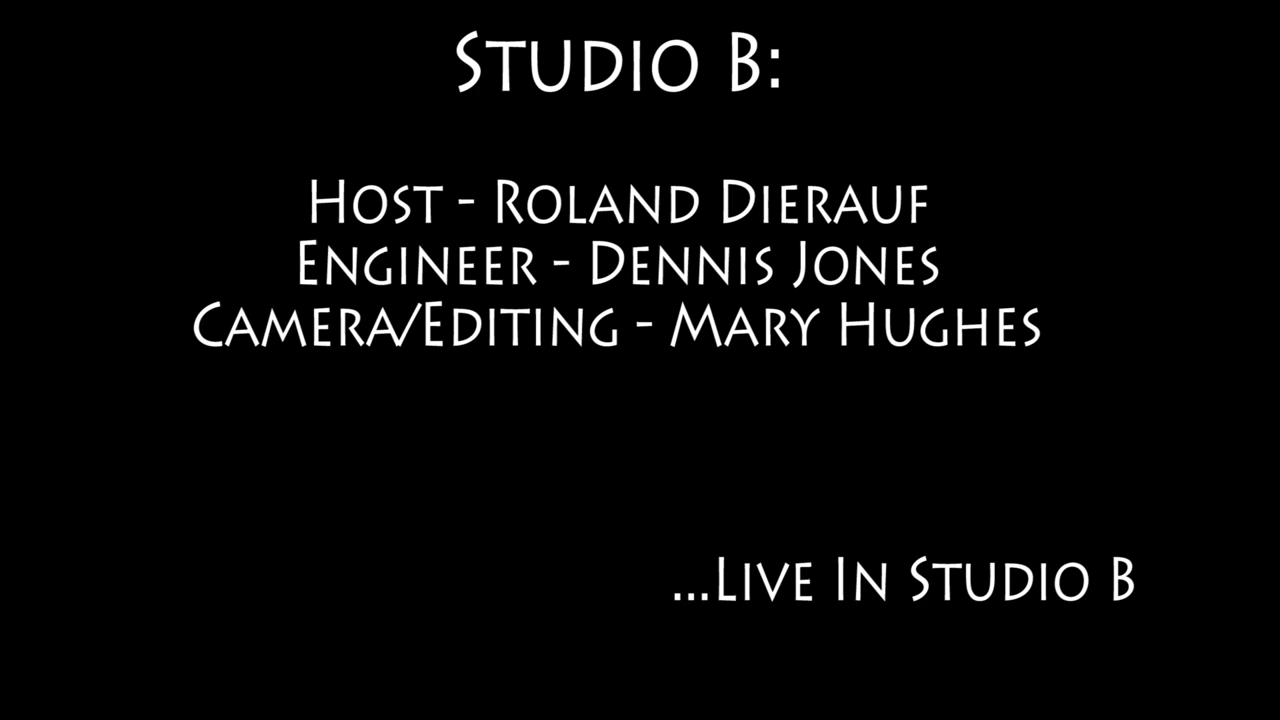 Studio B:
Host - Roland Dierauf
Engineer - Dennis Jones
Camera/Editing - Mary Hughes
...Live In Studio B